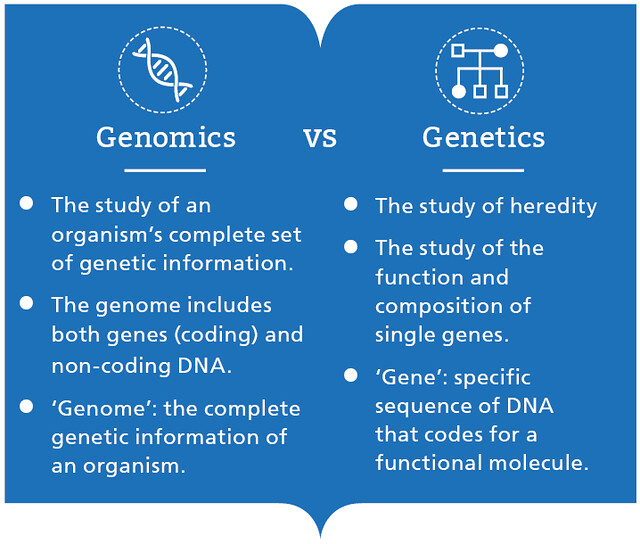 Genomics vs Genetics
The study of an
organism’s complete set
of genetic information.
The genome includes
both genes (coding) and
non-coding DNA.
‘Genome’: the complete
genetic information of
an organism.
The study of heredity
The study of the
function and
composition of
single genes.
‘Gene’: specific
sequence of DNA
that codes for a
functional molecule.